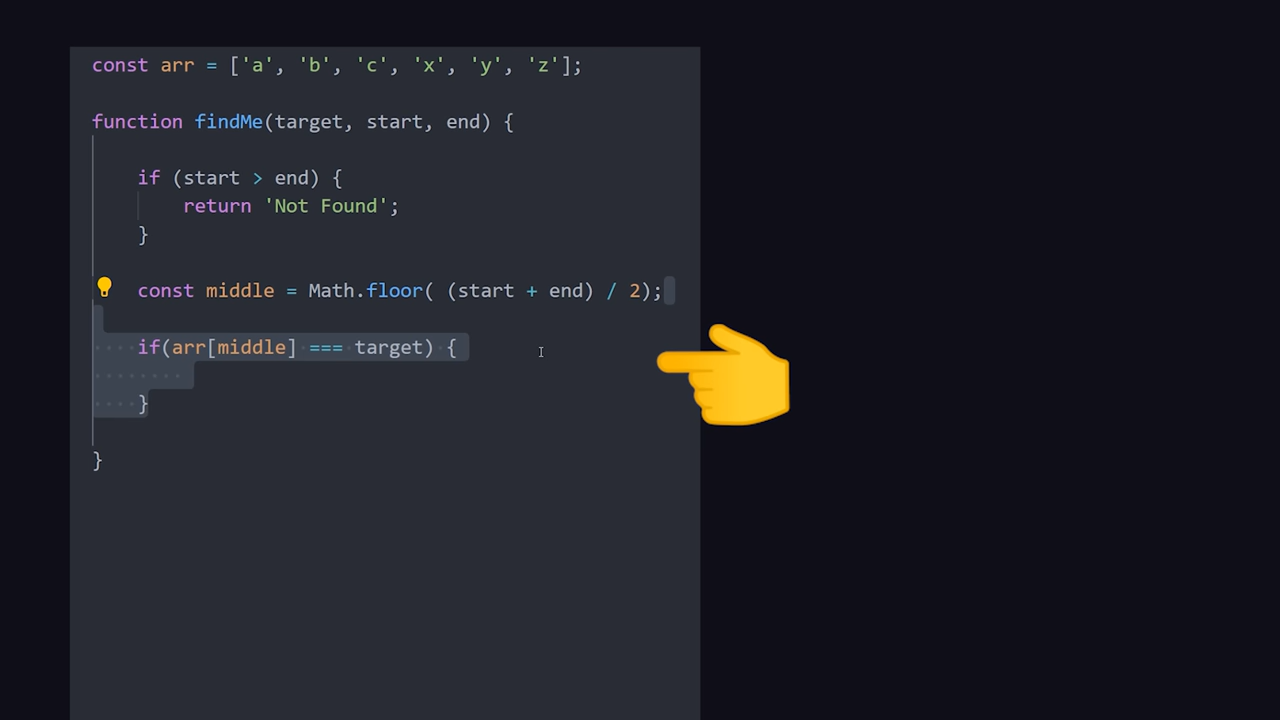 const arr = ['a', 'b', 'c', 'x', 'y', 'z'];
function findMe(target, start, end) {
if (start > end) {
return 'Not Found';
}
const middle = Math.floor( (start + end) / 2);
if(arr[middle] === target) {
}
}